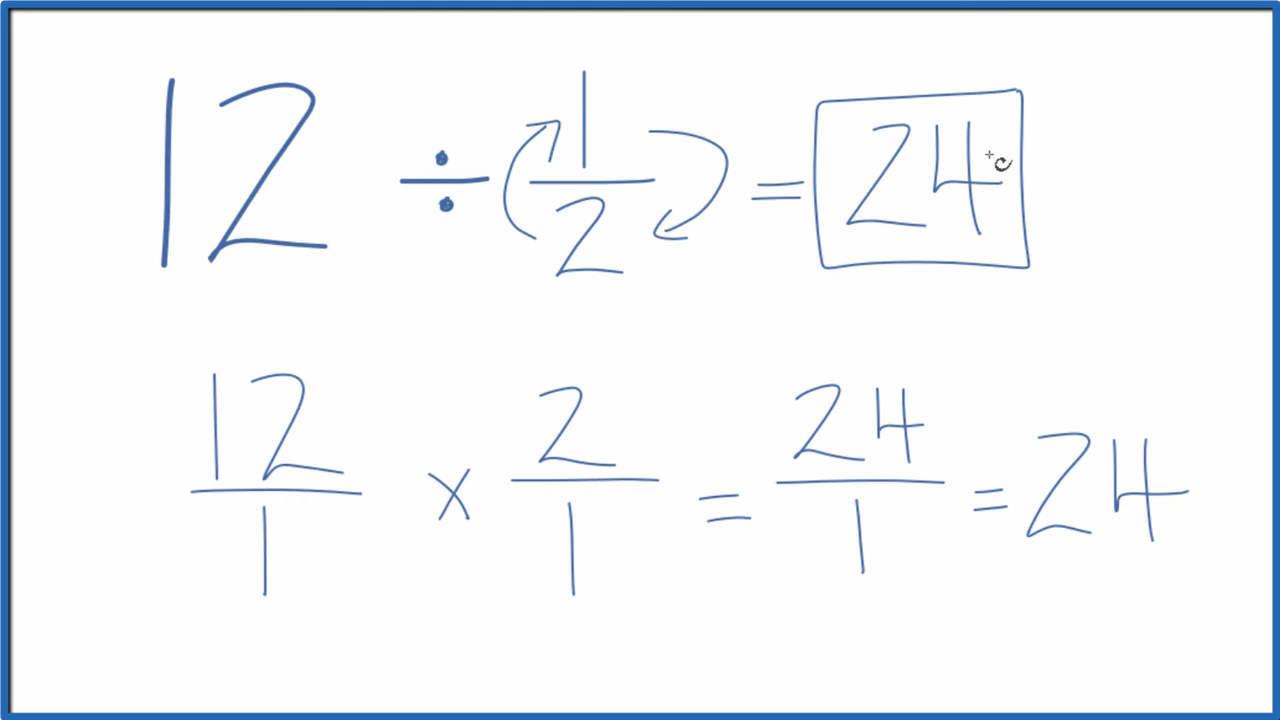 12 ÷ 1/2 = 24
12/1 x 2/1 = 24/1 = 24